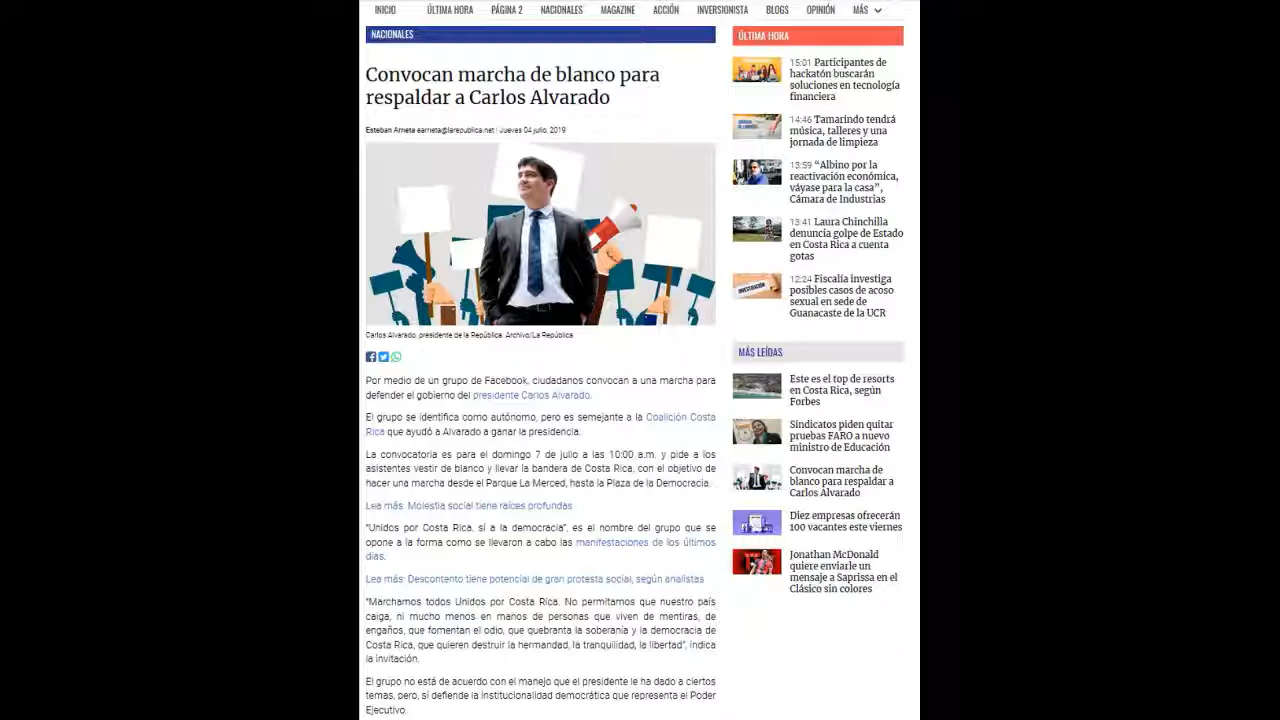 INICIO ÚLTIMA HORA PÁGINA 2 NACIONALES MAGAZINE ACCIÓN INVERSIONISTA BLOGS OPINIÓN MÁS
NACIONALES
Convocan marcha de blanco para
respaldar a Carlos Alvarado
Esteban Arrieta earrieta@larepublica.net | Jueves 04 julio, 2019
Carlos Alvarado, presidente de la República. Archivo/La República
Por medio de un grupo de Facebook, ciudadanos convocan a una marcha para
defender el gobierno del presidente Carlos Alvarado.
El grupo se identifica como autónomo, pero es semejante a la Coalición Costa
Rica que ayudó a Alvarado a ganar la presidencia.
La convocatoria es para el domingo 7 de julio a las 10:00 a.m. y pide a los
asistentes vestir de blanco y llevar la bandera de Costa Rica, con el objetivo de
hacer una marcha desde el Parque La Merced, hasta la Plaza de la Democracia.
Lea más: Molestia social tiene raíces profundas
"Unidos por Costa Rica, sí a la democracia", es el nombre del grupo que se
opone a la forma como se llevaron a cabo las manifestaciones de los últimos
días.
Lea más: Descontento tiene potencial de gran protesta social, según analistas
"Marchamos todos Unidos por Costa Rica. No permitamos que nuestro país
caiga, ni mucho menos en manos de personas que viven de mentiras, de
engaños, que fomentan el odio, que quebranta la soberanía y la democracia de
Costa Rica, que quieren destruir la hermandad, la tranquilidad, la libertad", indica
la invitación.
El grupo no está de acuerdo con el manejo que el presidente le ha dado a ciertos
temas, pero, sí defiende la institucionalidad democrática que representa el Poder
Ejecutivo.
ÚLTIMA HORA
15:01 Participantes de
hackatón buscarán
soluciones en tecnología
financiera
14:46 Tamarindo tendrá
música, talleres y una
jornada de limpieza
13:59 “Albino por la
reactivación económica,
váyase para la casa”,
Cámara de Industrias
13:41 Laura Chinchilla
denuncia golpe de Estado
en Costa Rica a cuenta
gotas
INVESTIGACIÓN
12:24 Fiscalía investiga
posibles casos de acoso
sexual en sede de
Guanacaste de la UCR
MÁS LEÍDAS
Este es el top de resorts
en Costa Rica, según
Forbes
Sindicatos piden quitar
pruebas FARO a nuevo
ministro de Educación
Convocan marcha de
blanco para respaldar a
Carlos Alvarado
Diez empresas ofrecerán
100 vacantes este viernes
Jonathan McDonald
quiere enviarle un
mensaje a Saprissa en el
Clásico sin colores